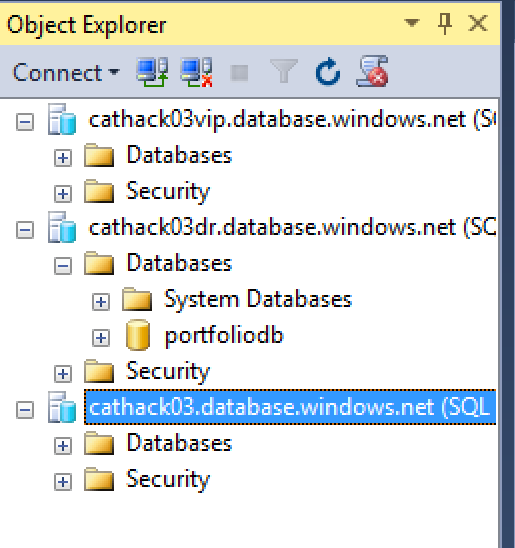 Object Explorer
Connect
cathack03vip.database.windows.net (S
Databases
Security
cathack03dr.database.windows.net (SC
Databases
System Databases
portfoliodb
Security
cathack03.database.windows.net (SQL
Databases
Security